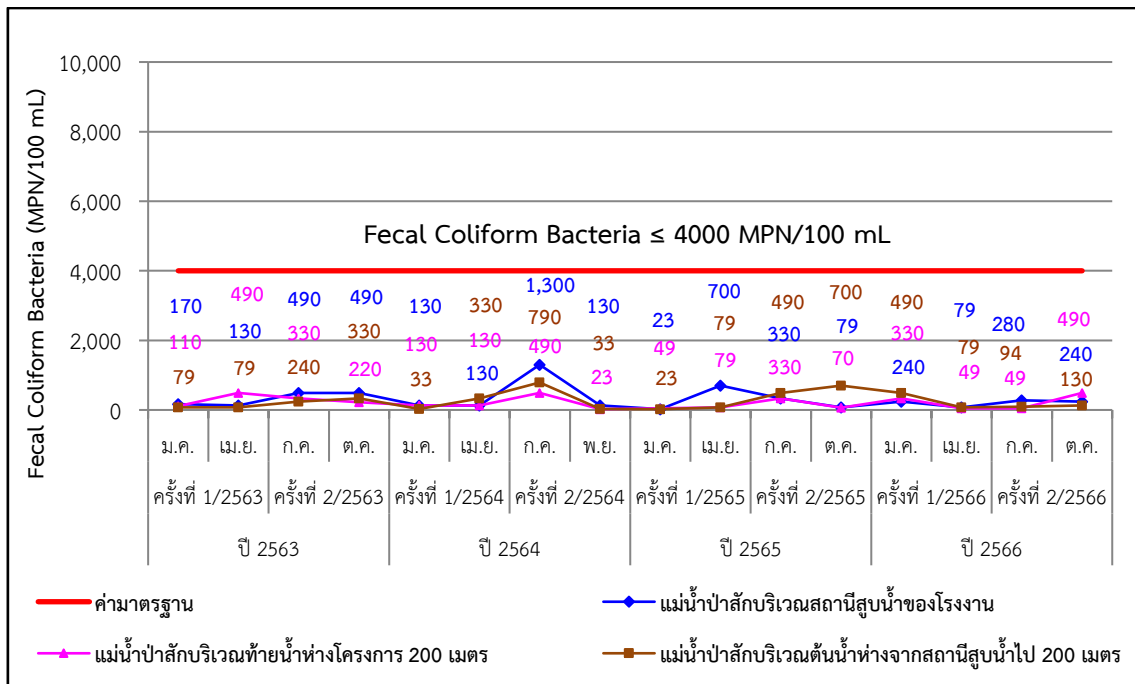 Fecal Coliform Bacteria (MPN/100 mL)
10,000
8,000
6,000
4,000
2,000
0
Fecal Coliform Bacteria ≤ 4000 MPN/100 mL
170 490 490 490 130 330 1,300 130 23 700 490 700 490 79 280 490
110 130 330 330 130 130 790 33 49 79 330 79 330 79 94 240
79 79 240 220 33 130 490 23 23 79 330 70 240 49 49 130
ม.ค. เม.ย. ก.ค. ต.ค. ม.ค. เม.ย. ก.ค. พ.ย. ม.ค. เม.ย. ก.ค. ต.ค. ม.ค. เม.ย. ก.ค. ต.ค.
ครั้งที่ 1/2563 ครั้งที่ 2/2563 ครั้งที่ 1/2564 ครั้งที่ 2/2564 ครั้งที่ 1/2565 ครั้งที่ 2/2565 ครั้งที่ 1/2566 ครั้งที่ 2/2566
ปี 2563 ปี 2564 ปี 2565 ปี 2566
ค่ามาตรฐาน แม่น้ำป่าสักบริเวณสถานีสูบน้ำของโรงงาน
แม่น้ำป่าสักบริเวณท้ายน้ำห่างโครงการ 200 เมตร แม่น้ำป่าสักบริเวณต้นน้ำห่างจากสถานีสูบน้ำไป 200 เมตร